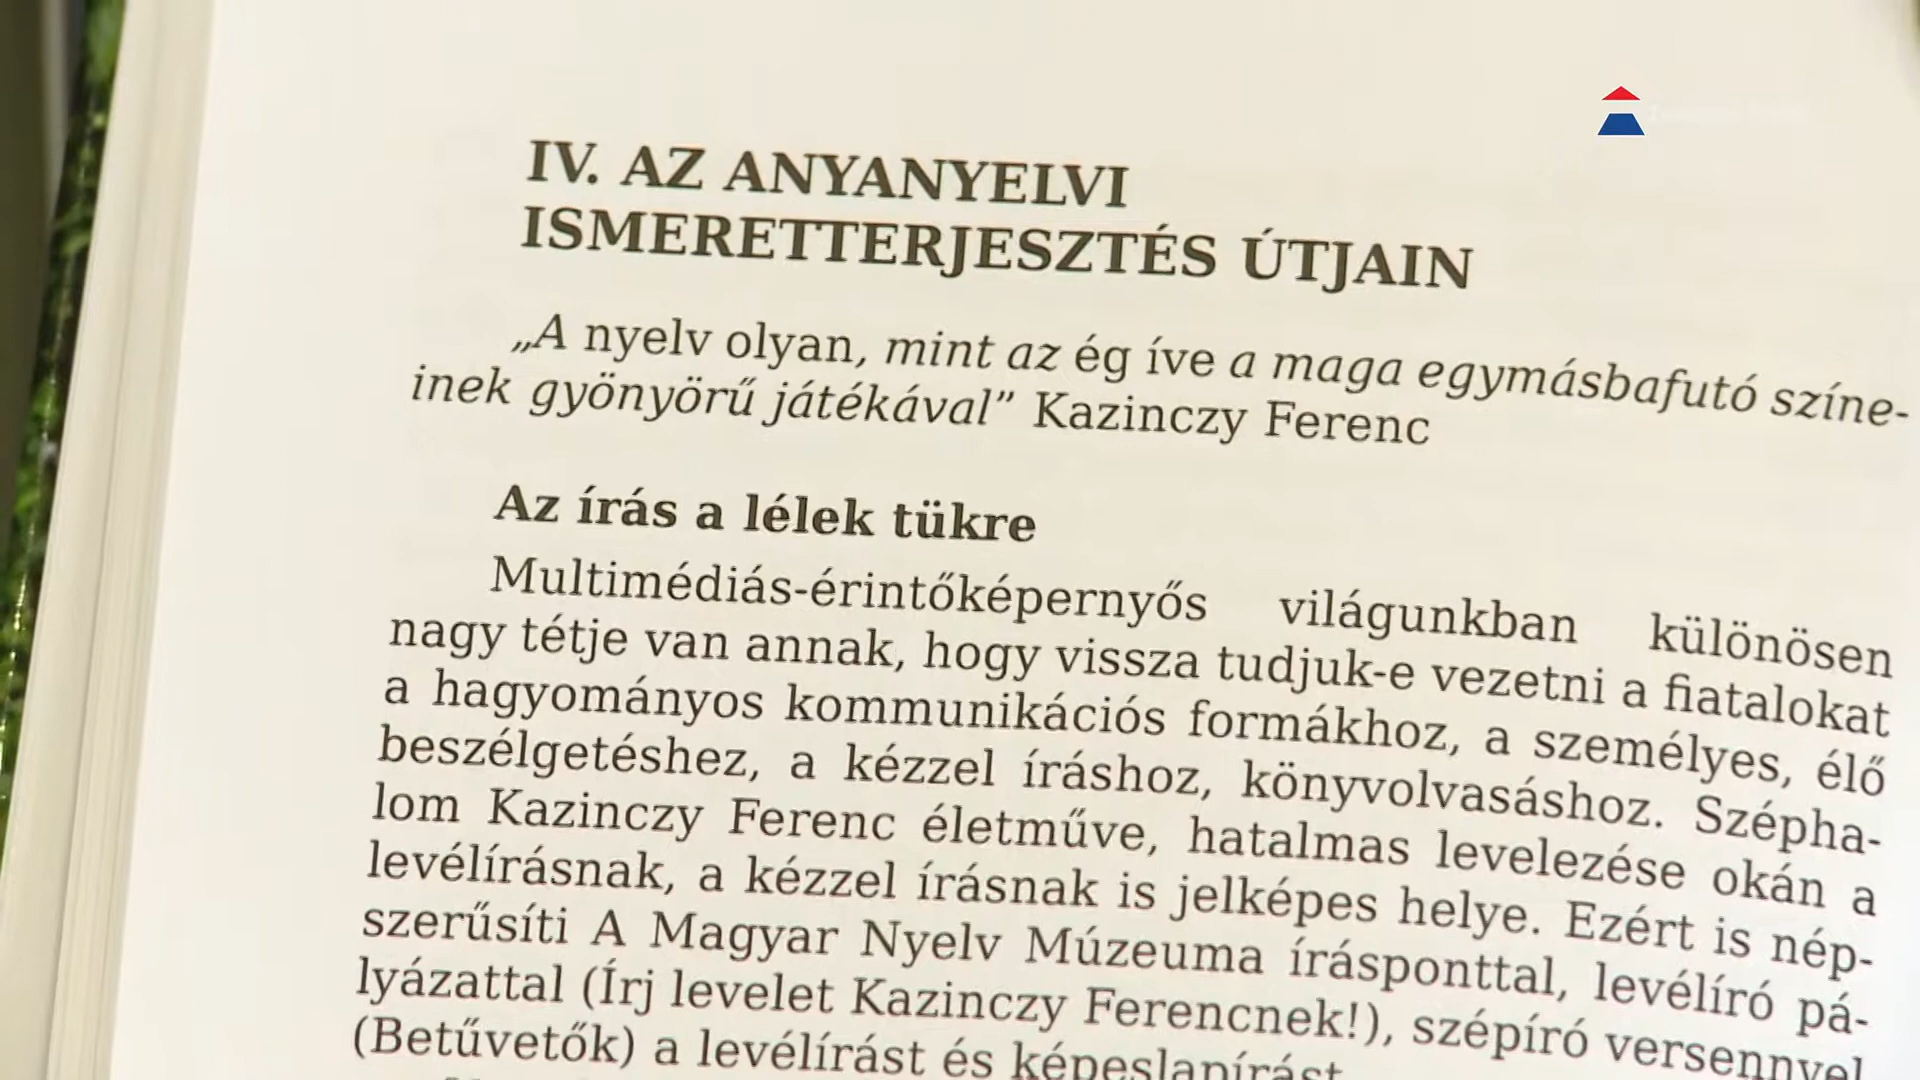 IV. AZ ANYANYELVI
ISMERETTERJESZTÉS ÚTJAIN
„A nyelv olyan, mint az ég íve a maga egymásbafutó színe-
inek gyönyörű játékával” Kazinczy Ferenc
Az írás a lélek tükre
Multimédiás-érintőképernyős világunkban különösen
nagy tétje van annak, hogy vissza tudjuk-e vezetni a fiatalokat
a hagyományos kommunikációs formákhoz, a személyes, élő
beszélgetéshez, a kézzel íráshoz, könyvolvasáshoz. Szépha-
lom Kazinczy Ferenc életműve, hatalmas levelezése okán a
levélírásnak, a kézzel írásnak is jelképes helye. Ezért is nép-
szerűsíti A Magyar Nyelv Múzeuma írásponttal, levélíró pá-
lyázattal (Írj levelet Kazinczy Ferencnek!), szépíró versennyel
(Betűvetők) a levélírást és képeslapírást